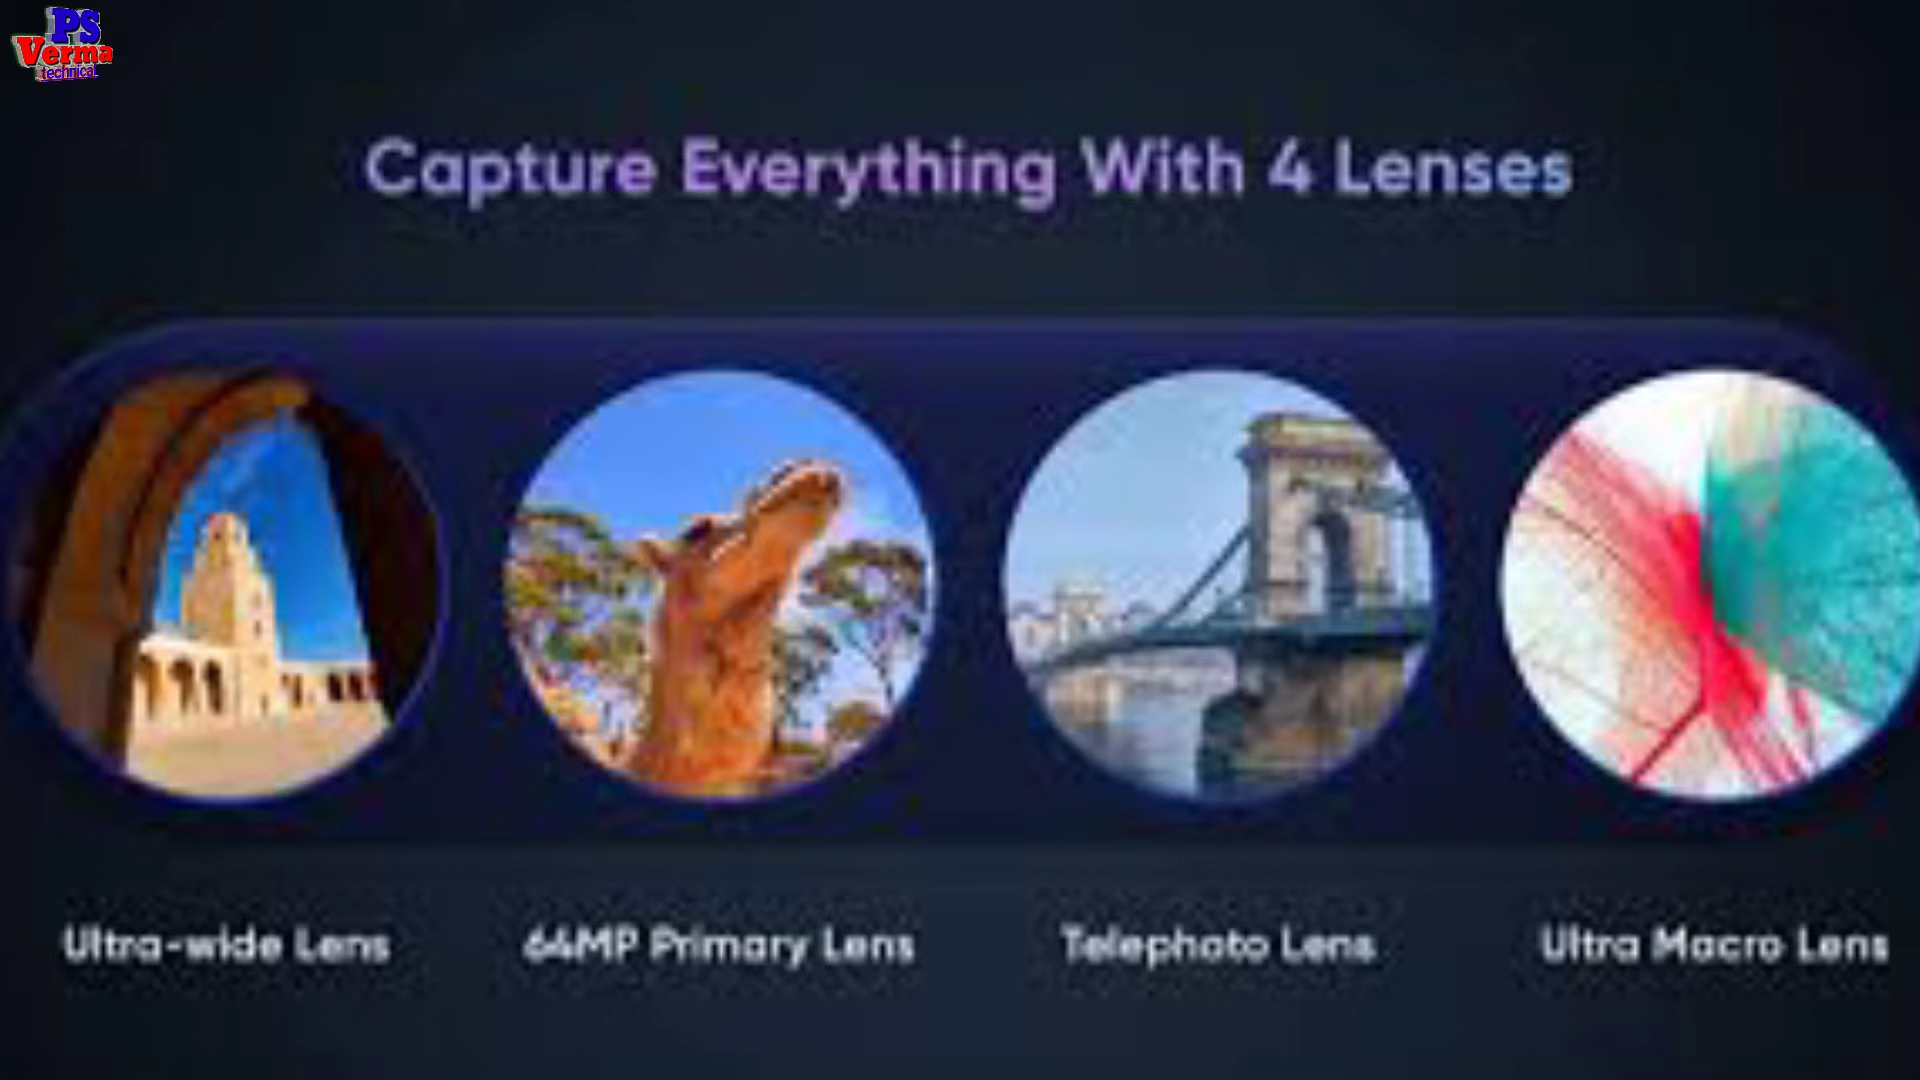 PS
Verma
technical
Capture Everything With 4 Lenses
Ultra-wide Lens
64MP Primary Lens
Telephoto Lens
Ultra Macro Lens